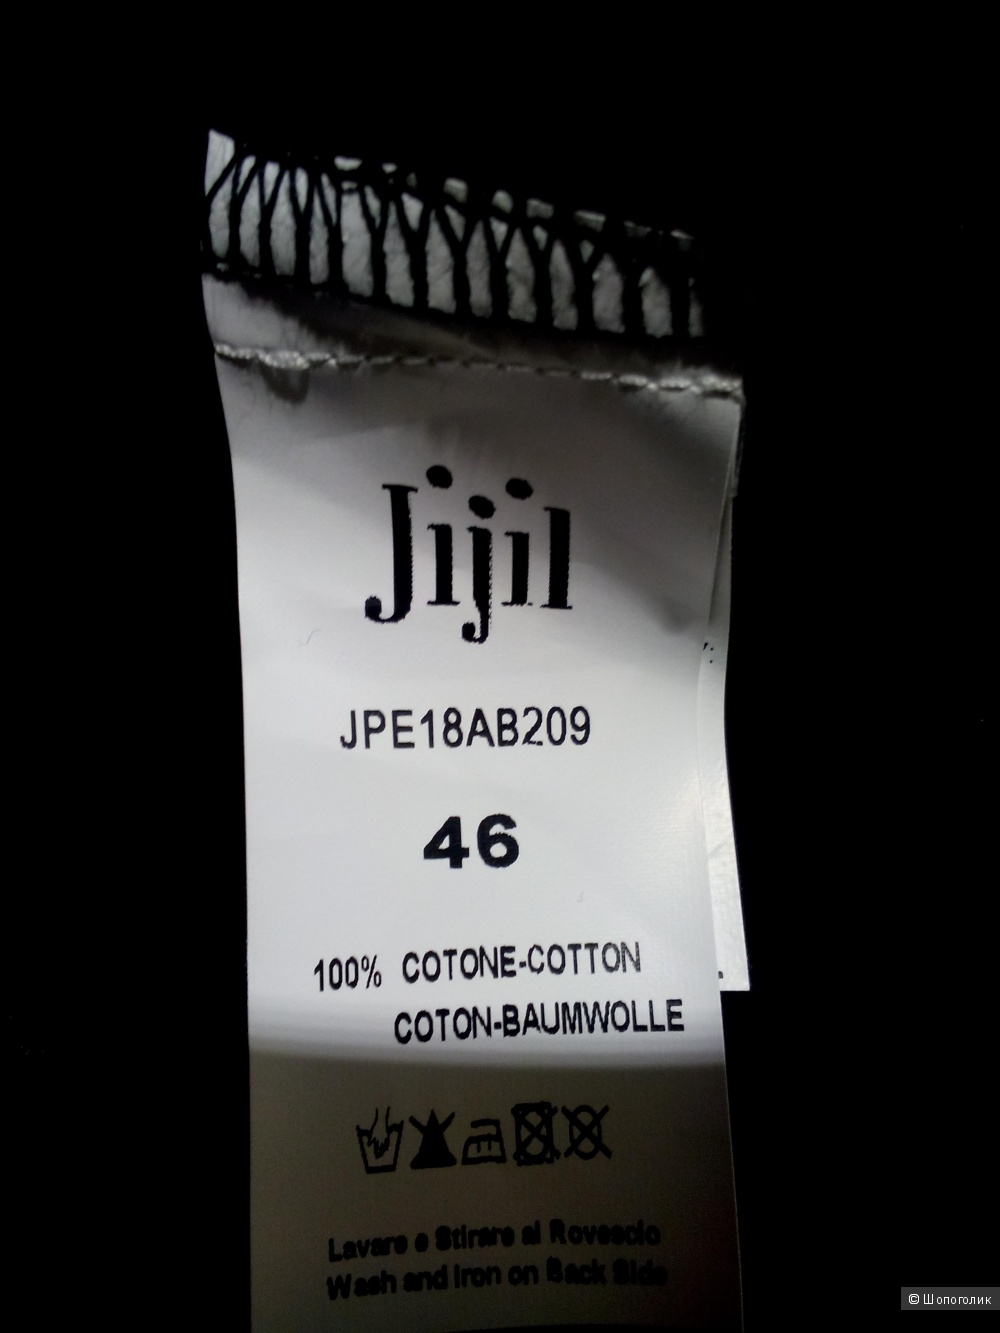 Jijil
JPE18AB209
46
100% COTONE-COTTON
COTON-BAUMWOLLE
Lavare e Stirare al Rovescio
Wash and Iron on Back Side
© Шопоголик